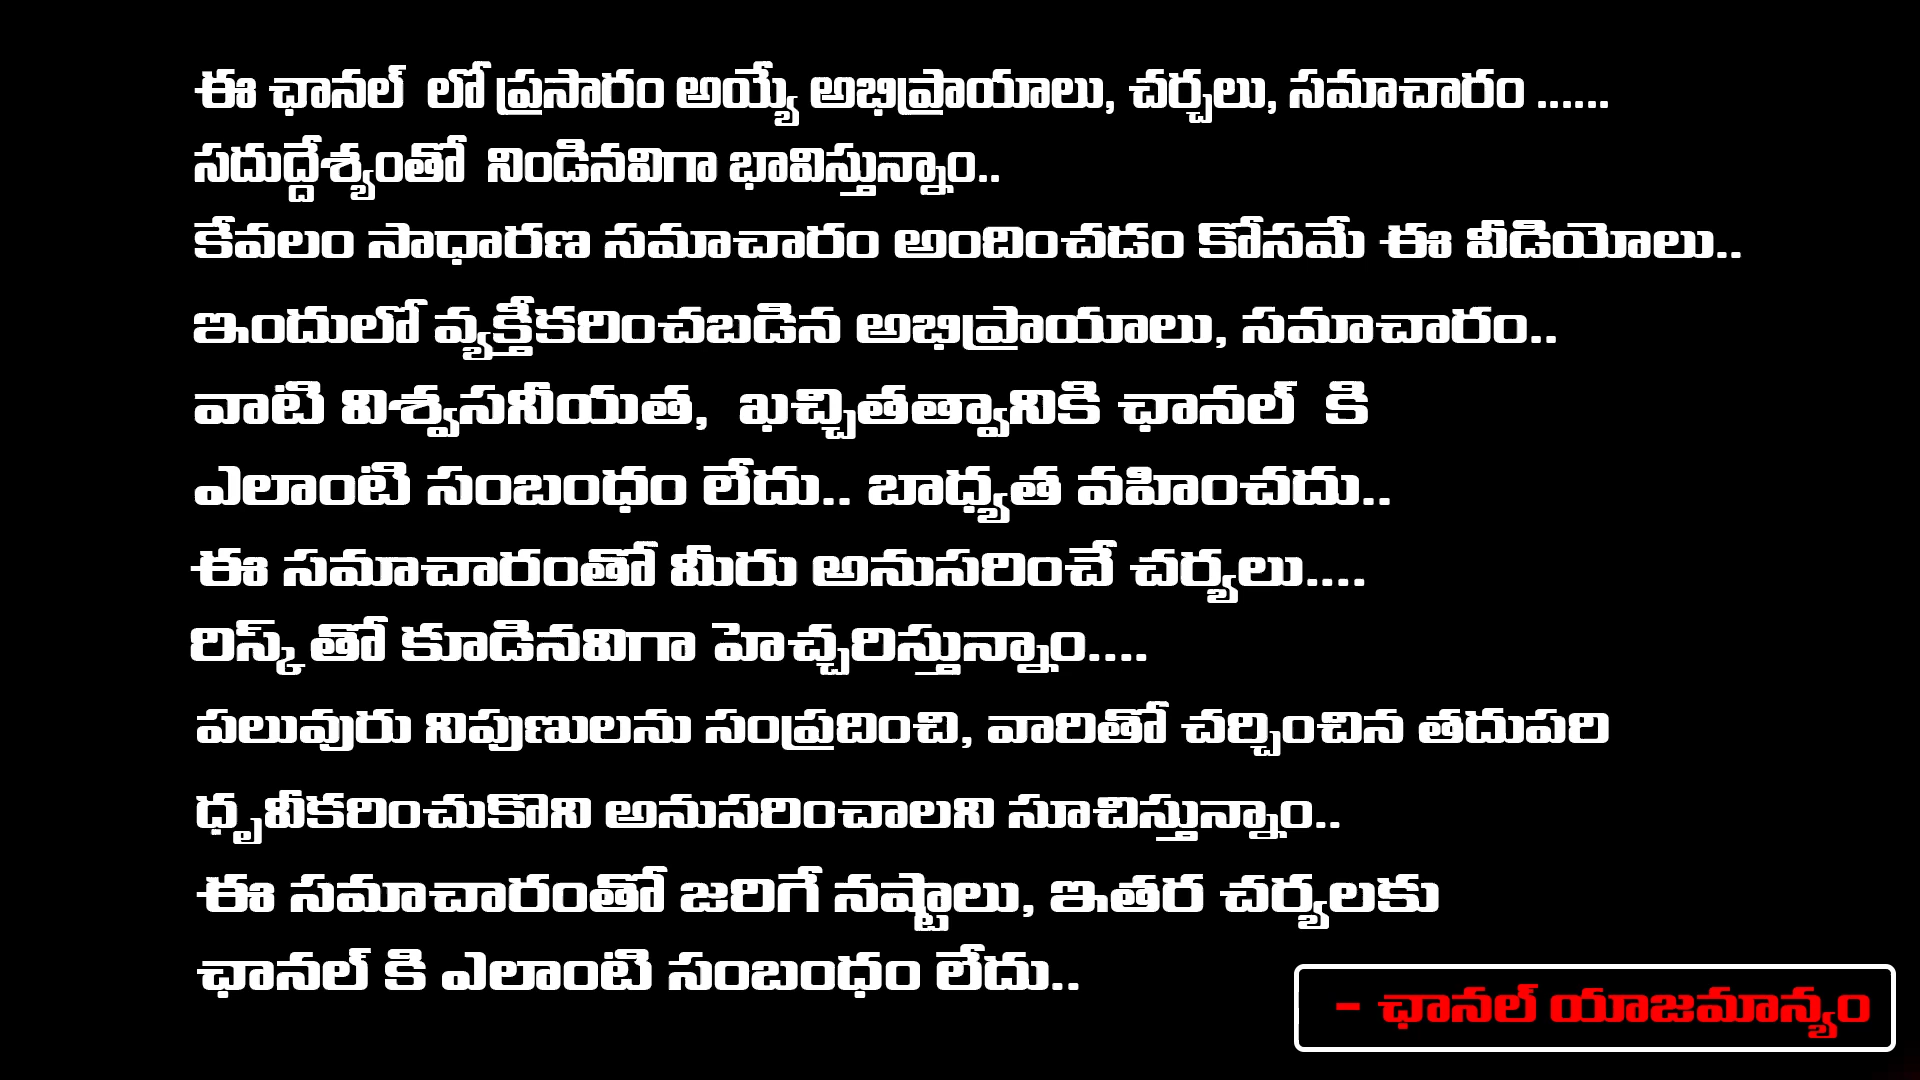 ఈ ఛానల్ లో ప్రసారం అయ్యే అభిప్రాయాలు, చర్చలు, సమాచారం ......
సదుద్దేశ్యంతో నిండినవిగా భావిస్తున్నాం..
కేవలం సాధారణ సమాచారం అందించడం కోసమే ఈ వీడియోలు..
ఇందులో వ్యక్తీకరించబడిన అభిప్రాయాలు, సమాచారం..
వాటి విశ్వసనీయత, ఖచ్చితత్వానికి ఛానల్ కి
ఎలాంటి సంబంధం లేదు.. బాధ్యత వహించదు..
ఈ సమాచారంతో మీరు అనుసరించే చర్యలు....
రిస్క్ తో కూడినవిగా హెచ్చరిస్తున్నాం....
పలువురు నిపుణులను సంప్రదించి, వారితో చర్చించిన తదుపరి
ధృవీకరించుకొని అనుసరించాలని సూచిస్తున్నాం..
ఈ సమాచారంతో జరిగే నష్టాలు, ఇతర చర్యలకు
ఛానల్ కి ఎలాంటి సంబంధం లేదు..
- ఛానల్ యాజమాన్యం